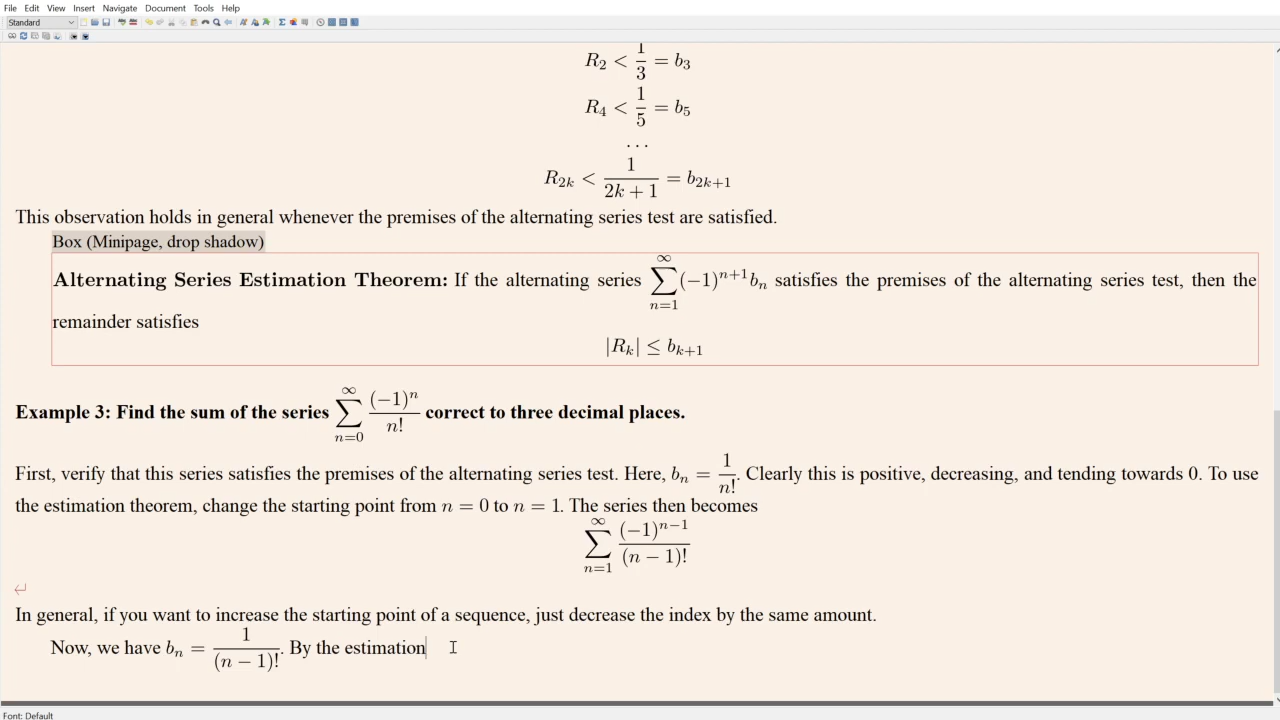 File Edit View Insert Navigate Document Tools Help
Standard
R_2 < 1/3 = b_3
R_4 < 1/5 = b_5
...
R_{2k} < 1/(2k + 1) = b_{2k+1}
This observation holds in general whenever the premises of the alternating series test are satisfied.
Box (Minipage, drop shadow)
Alternating Series Estimation Theorem: If the alternating series ∑_{n=1}^{∞} (−1)^{n+1} b_n satisfies the premises of the alternating series test, then the
remainder satisfies
|R_k| ≤ b_{k+1}
Example 3: Find the sum of the series ∑_{n=0}^{∞} (−1)^n/n! correct to three decimal places.
First, verify that this series satisfies the premises of the alternating series test. Here, b_n = 1/n!. Clearly this is positive, decreasing, and tending towards 0. To use
the estimation theorem, change the starting point from n = 0 to n = 1. The series then becomes
∑_{n=1}^{∞} (−1)^{n−1}/(n − 1)!
In general, if you want to increase the starting point of a sequence, just decrease the index by the same amount.
Now, we have b_n = 1/(n − 1)!. By the estimation
Font: Default